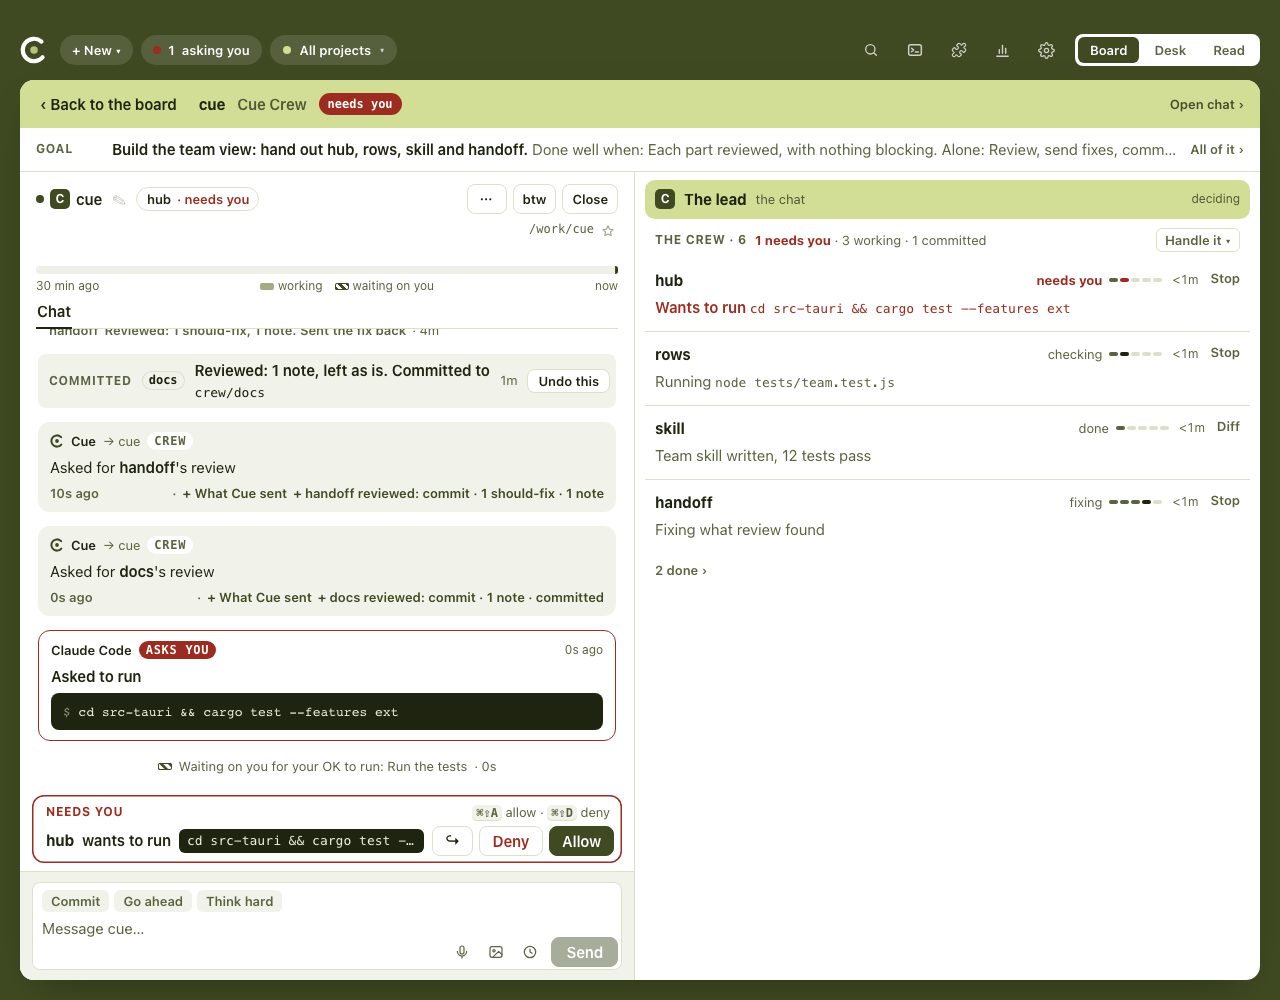 + New ▾
1 asking you
All projects ▾
Board
Desk
Read
‹ Back to the board
cue Cue Crew needs you
Open chat ›
GOAL
Build the team view: hand out hub, rows, skill and handoff. Done well when: Each part reviewed, with nothing blocking. Alone: Review, send fixes, comm...
All of it ›
C cue
hub · needs you
...
btw
Close
/work/cue
30 min ago
working
waiting on you
now
Chat
handoff Reviewed: 1 should-fix, 1 note. Sent the fix back · 4m
COMMITTED docs Reviewed: 1 note, left as is. Committed to
crew/docs
1m
Undo this
Cue → cue CREW
Asked for handoff's review
10s ago
· + What Cue sent + handoff reviewed: commit · 1 should-fix · 1 note
Cue → cue CREW
Asked for docs's review
0s ago
· + What Cue sent + docs reviewed: commit · 1 note · committed
Claude Code ASKS YOU
0s ago
Asked to run
$ cd src-tauri && cargo test --features ext
Waiting on you for your OK to run: Run the tests · 0s
NEEDS YOU
⌘⇧A allow · ⌘⇧D deny
hub wants to run cd src-tauri && cargo test -…
↪
Deny
Allow
Commit
Go ahead
Think hard
Message cue...
Send
C The lead the chat
deciding
THE CREW · 6 1 needs you · 3 working · 1 committed
Handle it ▾
hub
needs you <1m Stop
Wants to run cd src-tauri && cargo test --features ext
rows
checking <1m Stop
Running node tests/team.test.js
skill
done <1m Diff
Team skill written, 12 tests pass
handoff
fixing <1m Stop
Fixing what review found
2 done ›